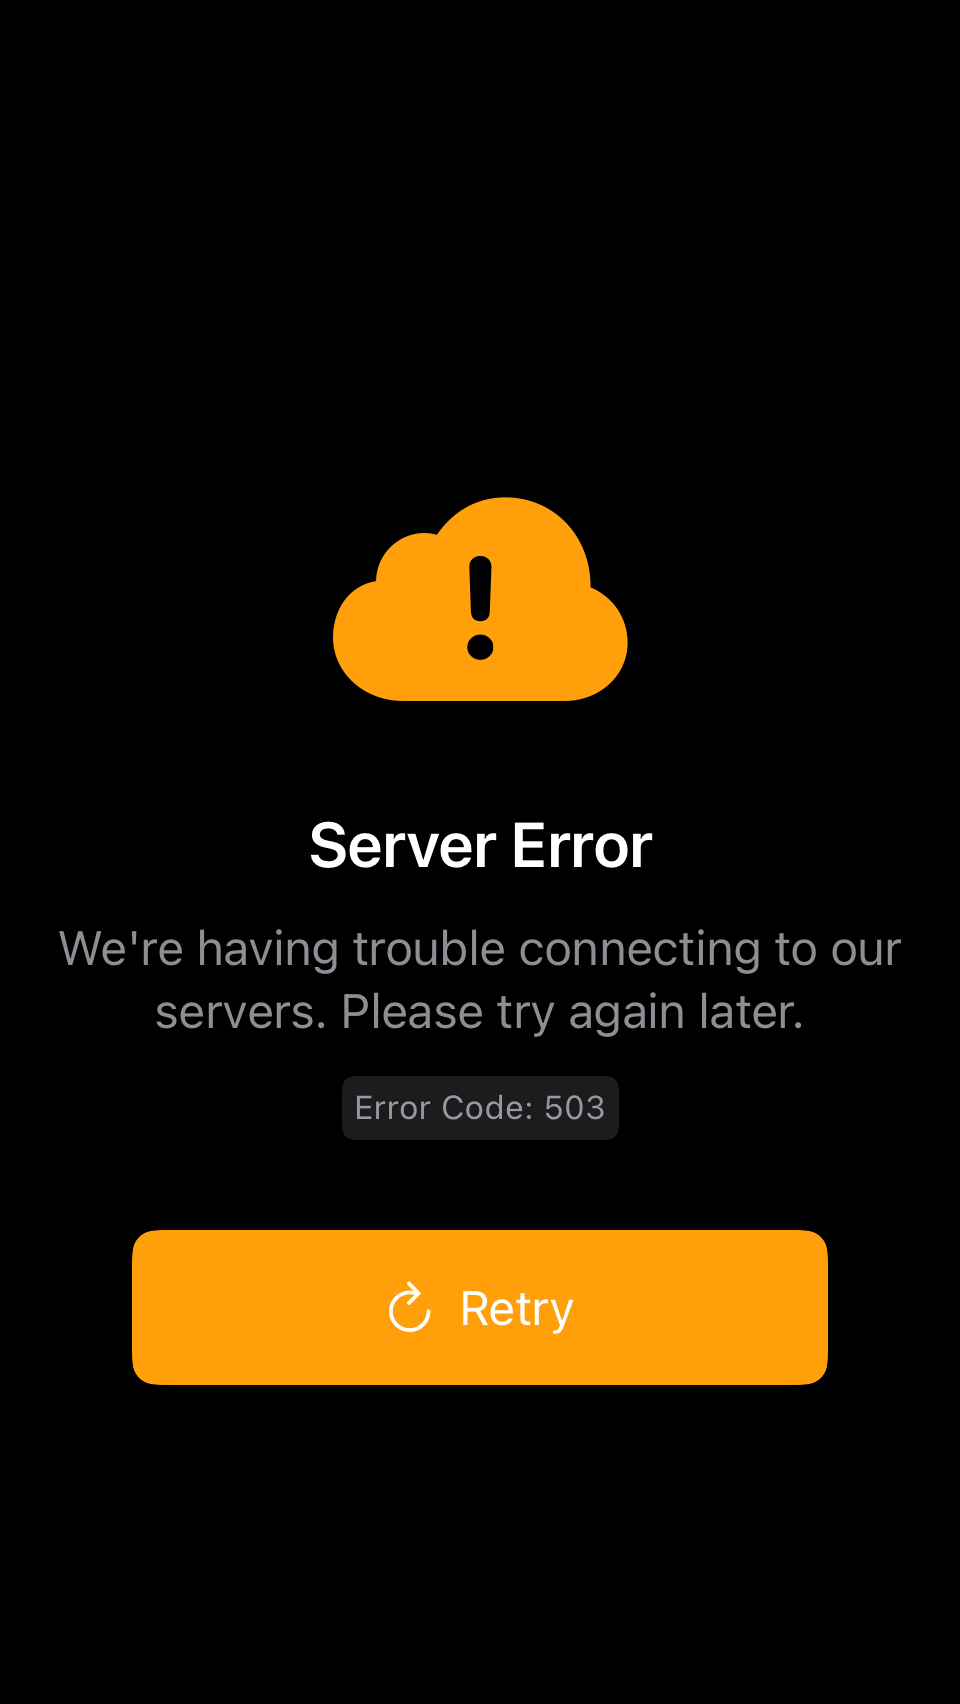 Server Error
We're having trouble connecting to our
servers. Please try again later.
Error Code: 503
Retry